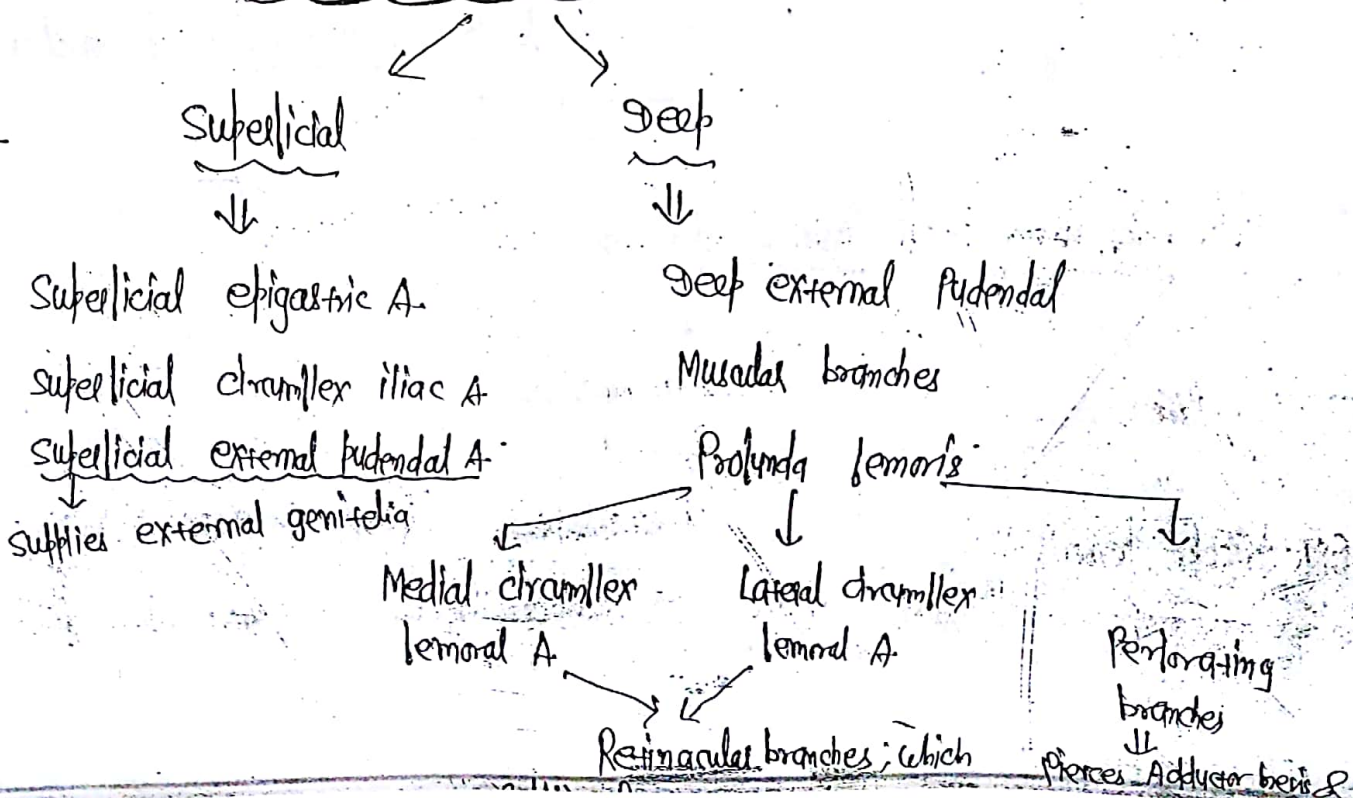 Superficial Deep
Superficial epigastric A. Deep external Pudendal
Superficial circumflex iliac A Muscular branches
Superficial external pudendal A. Profunda femoris
supplies external genitelia
Medial circumflex Lateral circumflex
femoral A. femoral A. Perforating
branches
Retinacular branches; which Pierces Adductor brevis &